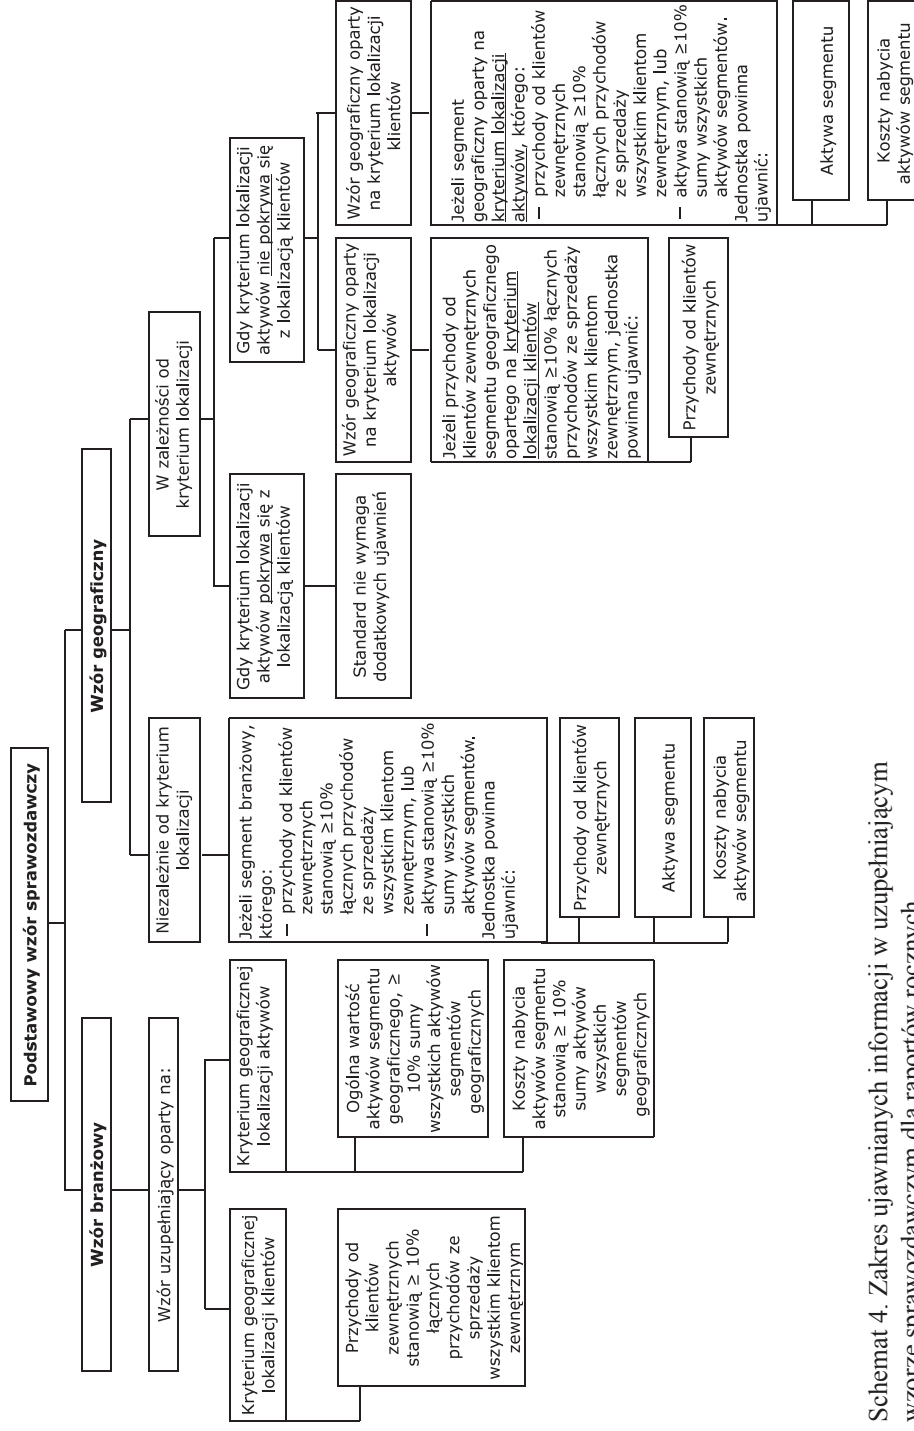 Podstawowy wzór sprawozdawczy
Wzór branżowy
Wzór geograficzny
Wzór uzupełniający oparty na:
Niezależnie od kryterium
lokalizacji
W zależności od
kryterium lokalizacji
Kryterium geograficznej
lokalizacji klientów
Kryterium geograficznej
lokalizacji aktywów
Jeżeli segment branżowy,
którego:
– przychody od klientów
zewnętrznych
stanowią ≥10%
łącznych przychodów
ze sprzedaży
wszystkim klientom
zewnętrznym, lub
– aktywa stanowią ≥10%
sumy wszystkich
aktywów segmentów.
Jednostka powinna
ujawnić:
Gdy kryterium lokalizacji
aktywów pokrywa się z
lokalizacją klientów
Gdy kryterium lokalizacji
aktywów nie pokrywa się
z lokalizacją klientów
Przychody od
klientów
zewnętrznych
stanowią ≥ 10%
łącznych
przychodów ze
sprzedaży
wszystkim klientom
zewnętrznym
Ogólna wartość
aktywów segmentu
geograficznego, ≥
10% sumy
wszystkich aktywów
segmentów
geograficznych
Koszty nabycia
aktywów segmentu
stanowią ≥ 10%
sumy aktywów
wszystkich
segmentów
geograficznych
Przychody od klientów
zewnętrznych
Aktywa segmentu
Koszty nabycia
aktywów segmentu
Standard nie wymaga
dodatkowych ujawnień
Wzór geograficzny oparty
na kryterium lokalizacji
aktywów
Wzór geograficzny oparty
na kryterium lokalizacji
klientów
Jeżeli przychody od
klientów zewnętrznych
segmentu geograficznego
opartego na kryterium
lokalizacji klientów
stanowią ≥10% łącznych
przychodów ze sprzedaży
wszystkim klientom
zewnętrznym, jednostka
powinna ujawnić:
Przychody od klientów
zewnętrznych
Jeżeli segment
geograficzny oparty na
kryterium lokalizacji
aktywów, którego:
– przychody od klientów
zewnętrznych
stanowią ≥10%
łącznych przychodów
ze sprzedaży
wszystkim klientom
zewnętrznym, lub
– aktywa stanowią ≥10%
sumy wszystkich
aktywów segmentów.
Jednostka powinna
ujawnić:
Aktywa segmentu
Koszty nabycia
aktywów segmentu
Schemat 4. Zakres ujawnianych informacji w uzupełniającym
wzorze sprawozdawczym dla raportów rocznych